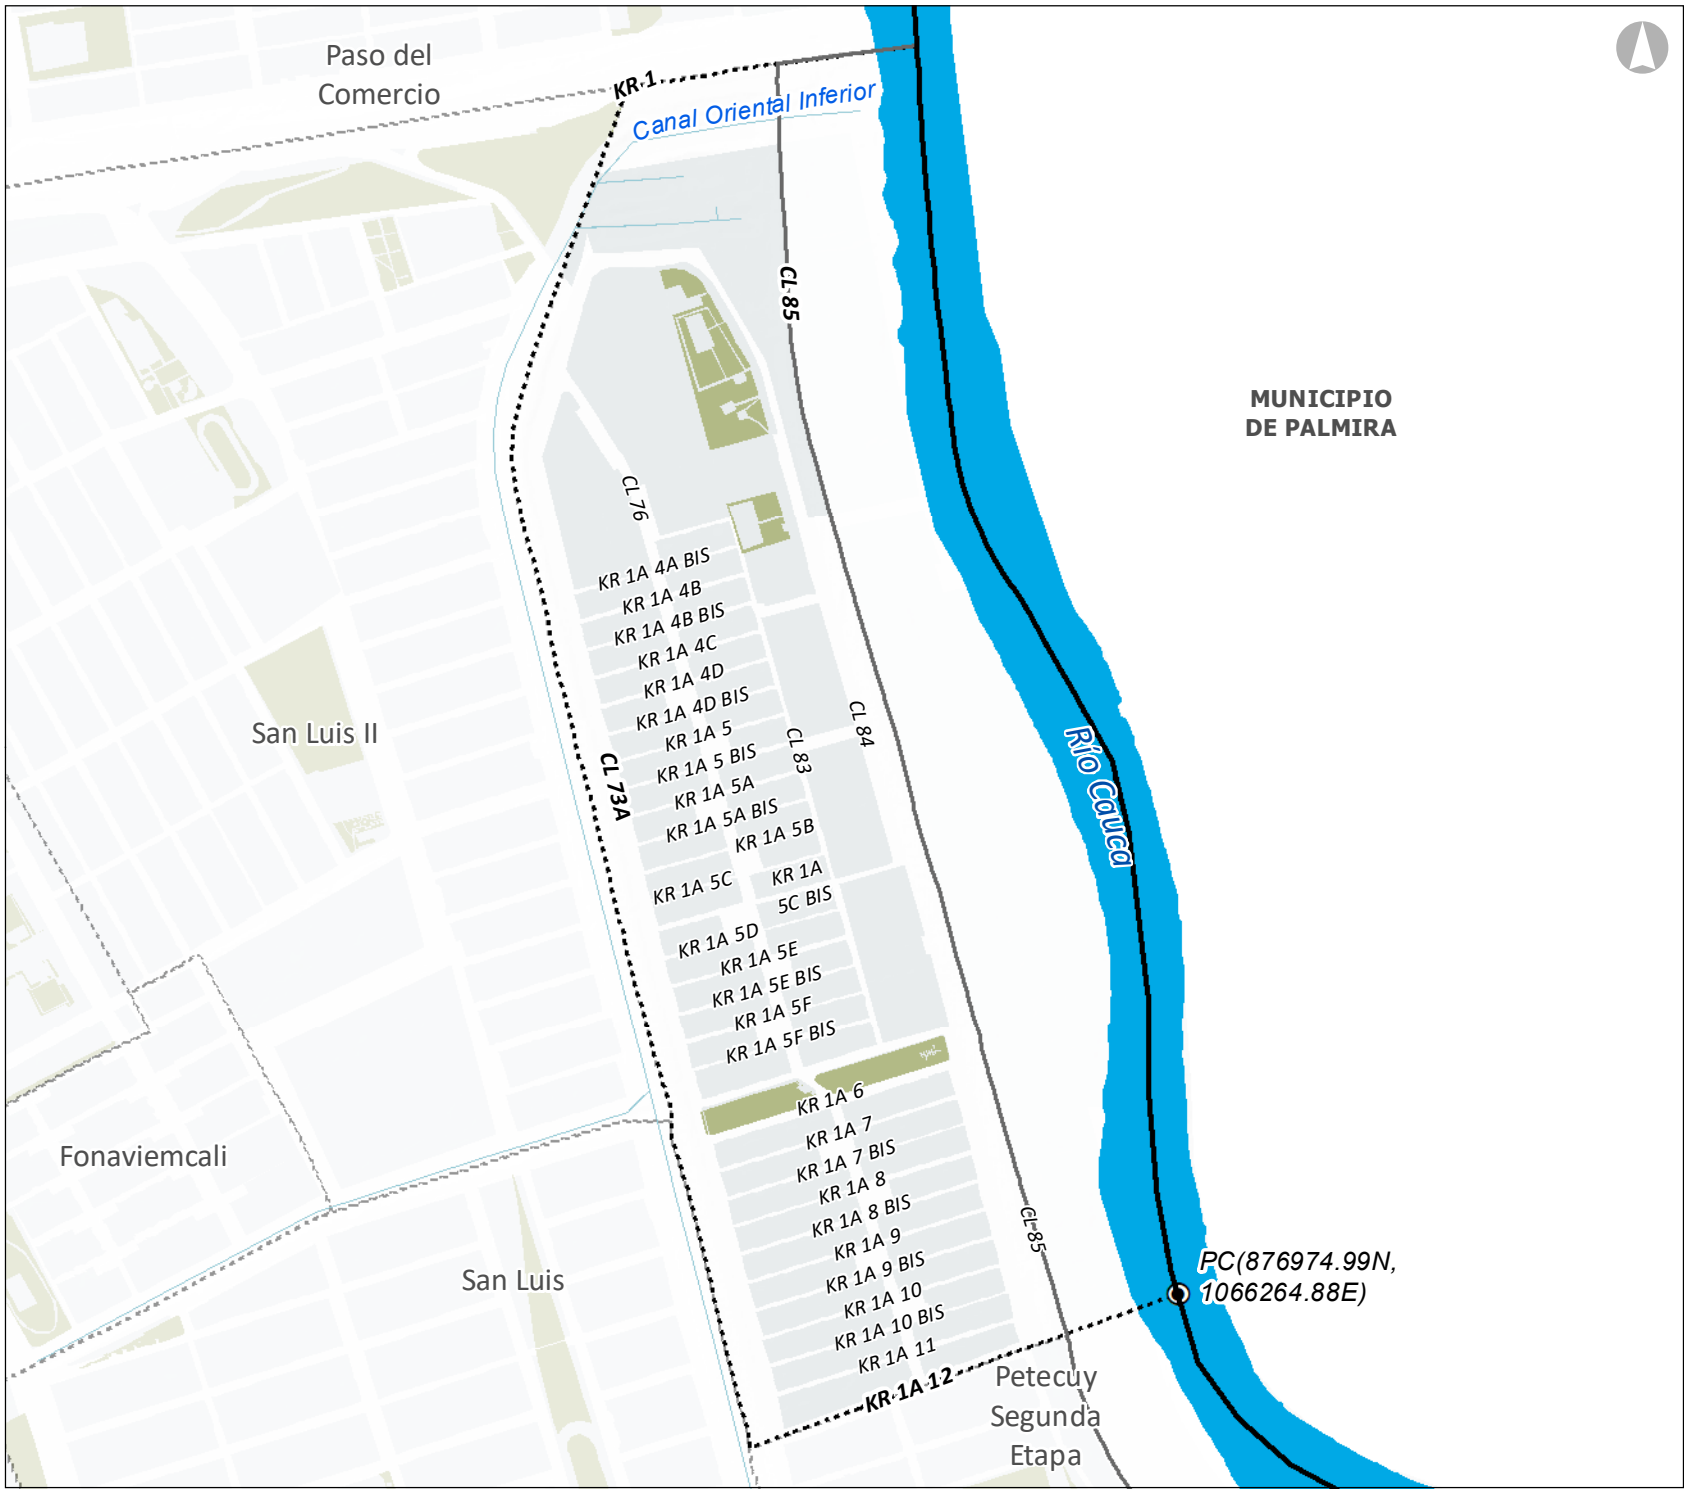 Paso del
Comercio
KR 1
Canal Oriental Inferior
CL 85
MUNICIPIO
DE PALMIRA
CL 76
KR 1A 4A BIS
KR 1A 4B
KR 1A 4B BIS
KR 1A 4C
KR 1A 4D
KR 1A 4D BIS
KR 1A 5
KR 1A 5 BIS
KR 1A 5A
KR 1A 5A BIS
KR 1A 5B
CL 84
CL 83
San Luis II
CL 73A
Río Cauca
KR 1A 5C
KR 1A
5C BIS
KR 1A 5D
KR 1A 5E
KR 1A 5E BIS
KR 1A 5F
KR 1A 5F BIS
KR 1A 6
KR 1A 7
KR 1A 7 BIS
KR 1A 8
KR 1A 8 BIS
KR 1A 9
KR 1A 9 BIS
KR 1A 10
KR 1A 10 BIS
KR 1A 11
KR 1A 12
Fonaviemcali
San Luis
CL 85
PC(876974.99N,
1066264.88E)
Petecuy
Segunda
Etapa